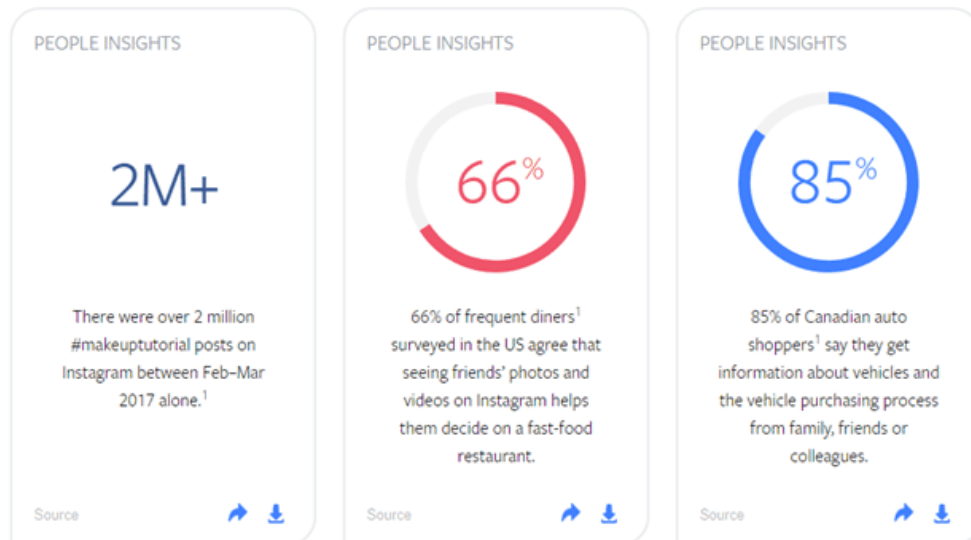 PEOPLE INSIGHTS
2M+
There were over 2 million
#makeuptutorial posts on
Instagram between Feb–Mar
2017 alone.1
Source
PEOPLE INSIGHTS
66%
66% of frequent diners1
surveyed in the US agree that
seeing friends' photos and
videos on Instagram helps
them decide on a fast-food
restaurant.
Source
PEOPLE INSIGHTS
85%
85% of Canadian auto
shoppers1 say they get
information about vehicles and
the vehicle purchasing process
from family, friends or
colleagues.
Source